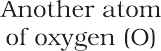 Another atom
of oxygen (O)